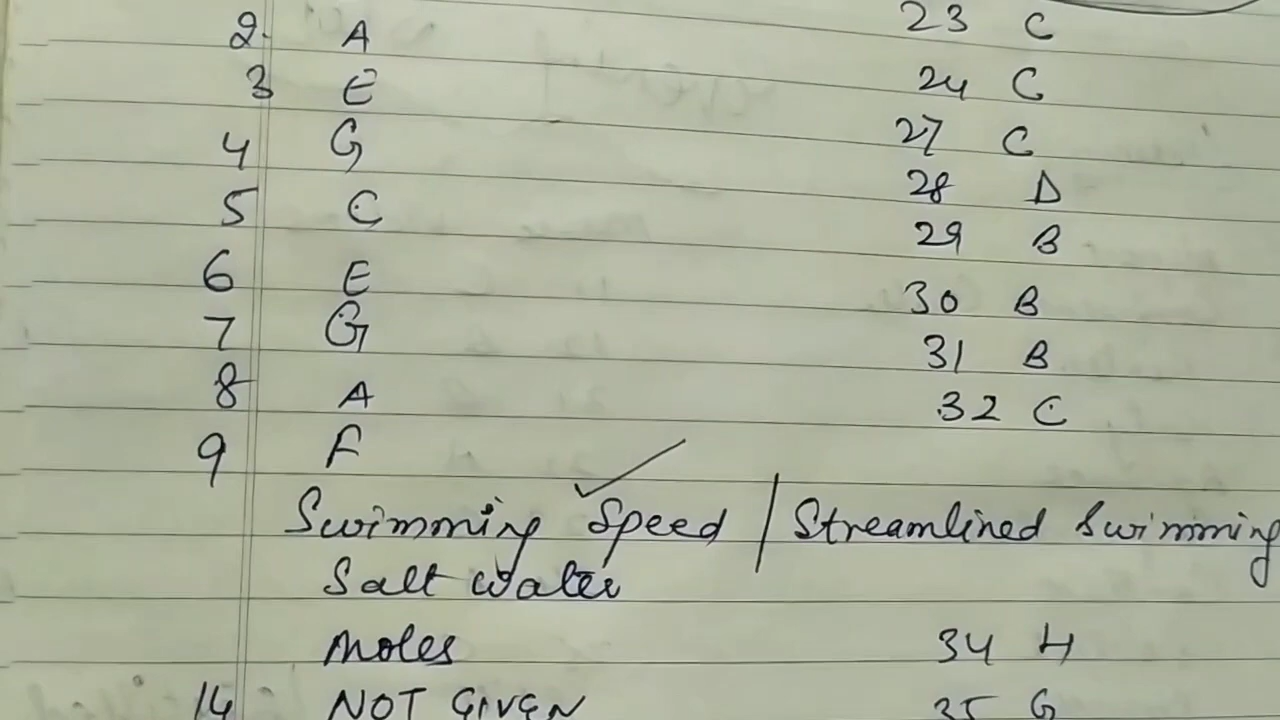 2. A 23 C
3 E 24 C
4 G 27 C
5 C 28 D
6 E 29 B
7 G 30 B
8 A 31 B
9 F 32 C
Swimming Speed / Streamlined Swimming
Salt water
Moles 34 H
14 NOT GIVEN 35 G